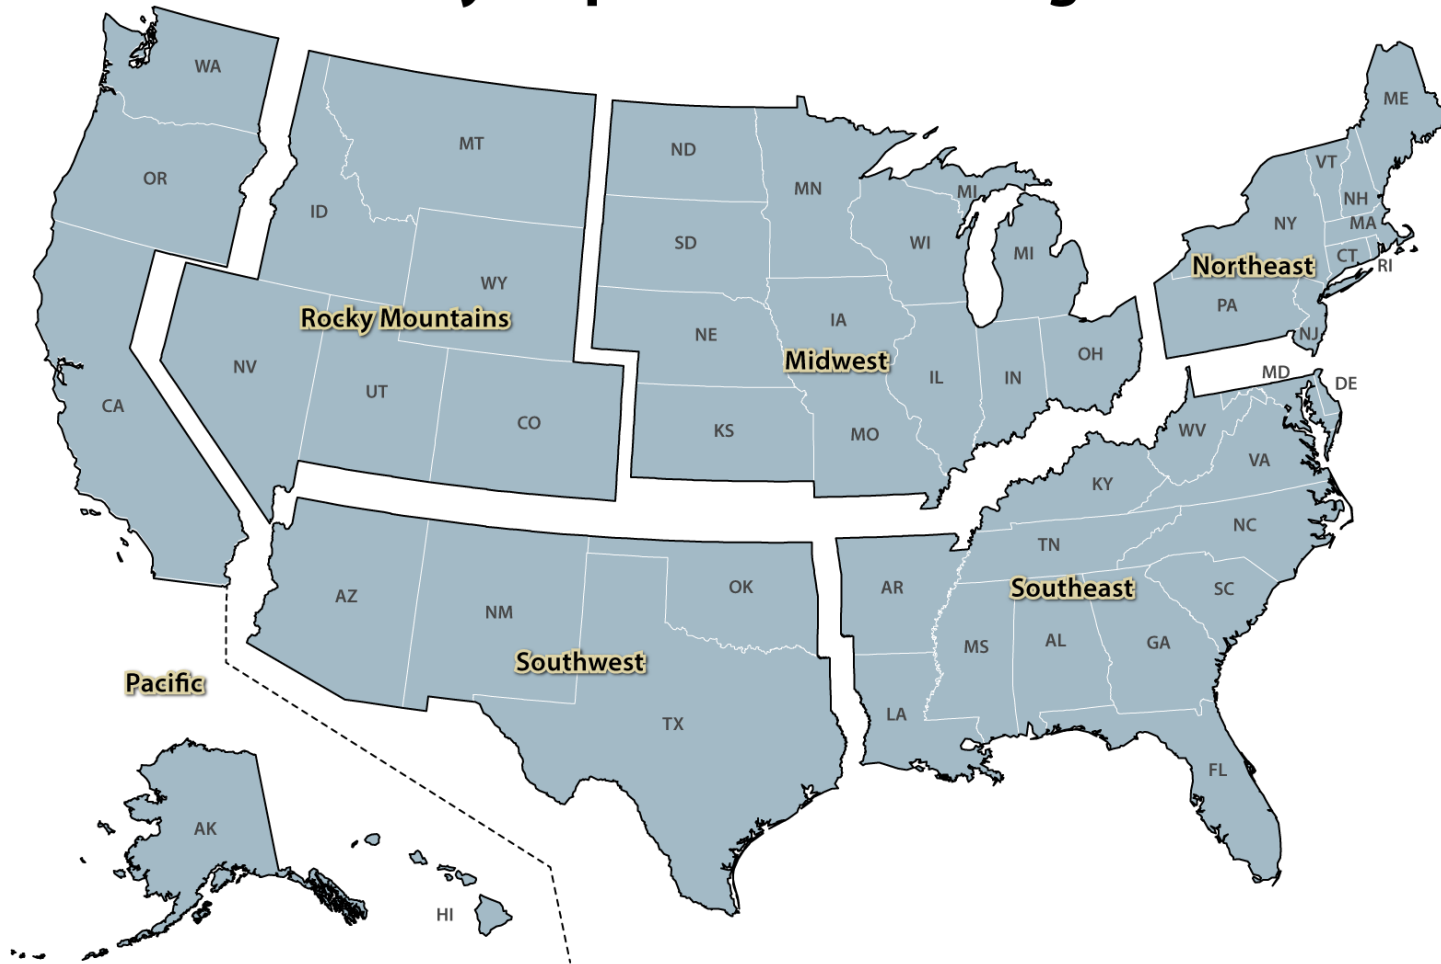 WA
OR
CA
Pacific
AK
HI
MT
ID
WY
Rocky Mountains
NV
UT
CO
ND
MN
SD
WI
MI
MI
NE
IA
Midwest
IL
IN
OH
KS
MO
ME
VT
NH
NY
MA
Northeast
CT
RI
PA
NJ
MD
DE
WV
VA
KY
NC
TN
AR
Southeast
SC
MS
AL
GA
LA
FL
AZ
NM
OK
Southwest
TX